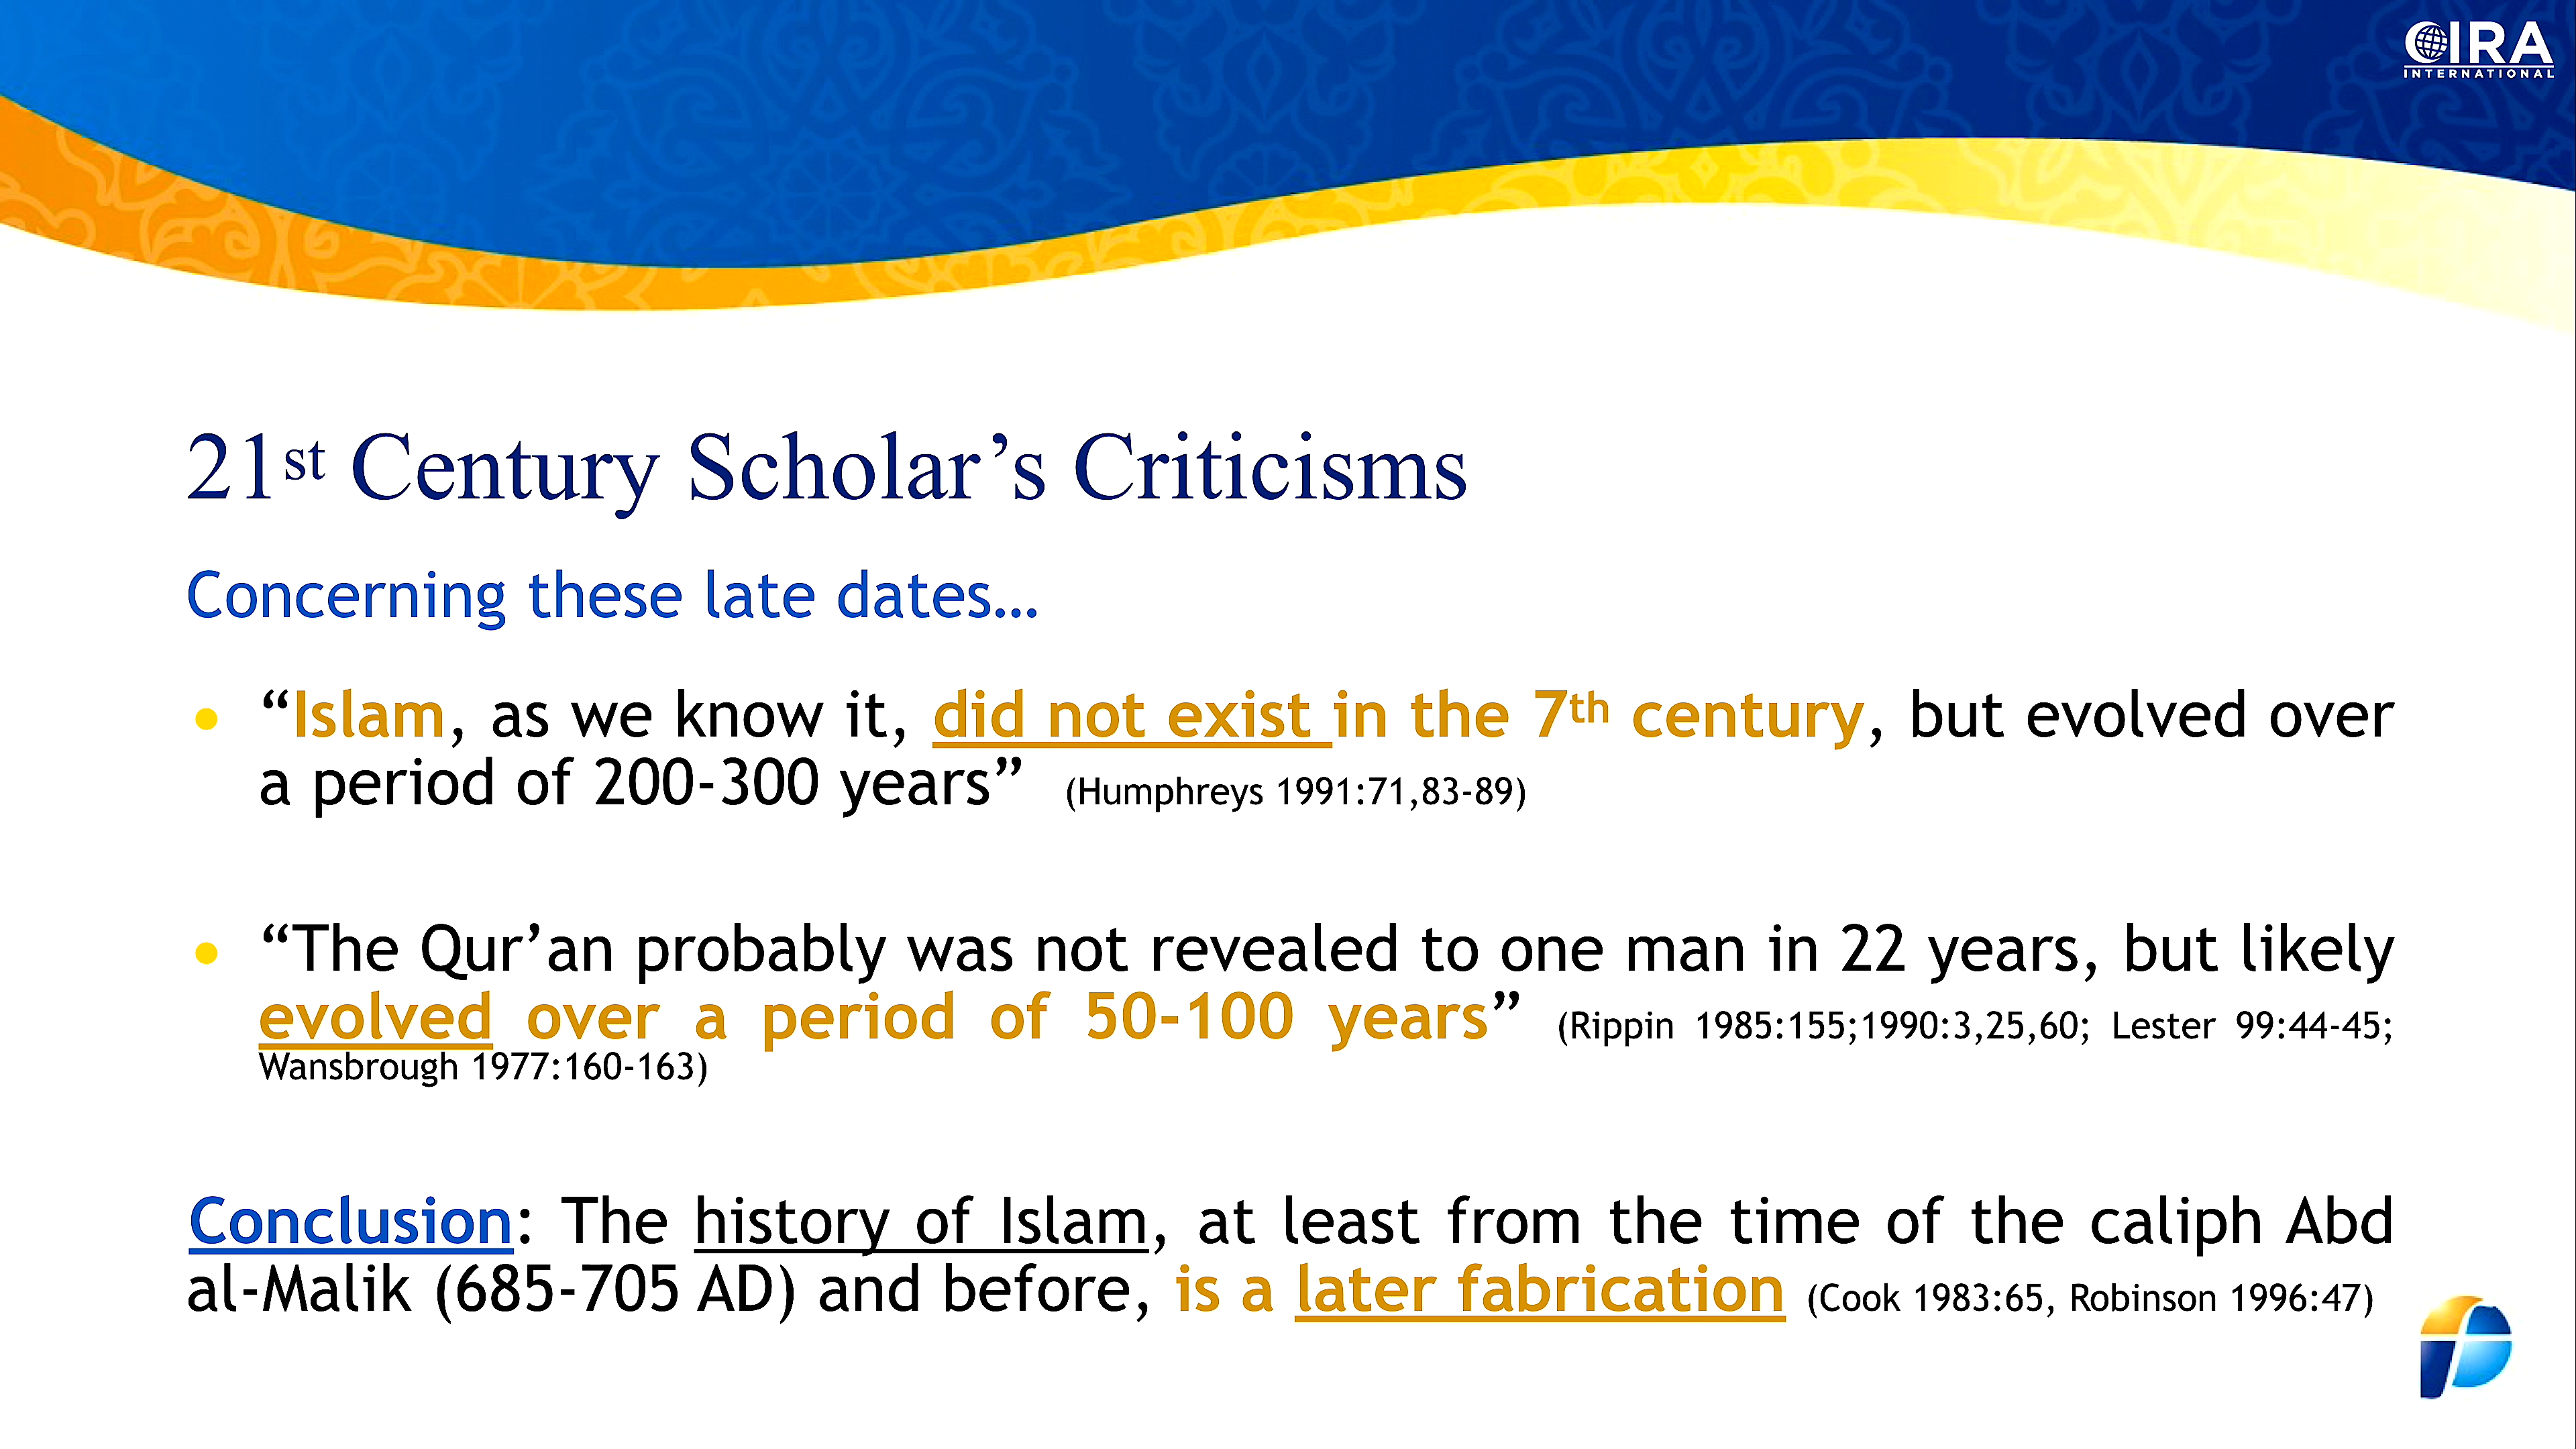 CIRA
INTERNATIONAL
21st Century Scholar’s Criticisms
Concerning these late dates…
• “Islam, as we know it, did not exist in the 7th century, but evolved over
a period of 200-300 years” (Humphreys 1991:71,83-89)
• “The Qur’an probably was not revealed to one man in 22 years, but likely
evolved over a period of 50-100 years” (Rippin 1985:155;1990:3,25,60; Lester 99:44-45;
Wansbrough 1977:160-163)
Conclusion: The history of Islam, at least from the time of the caliph Abd
al-Malik (685-705 AD) and before, is a later fabrication (Cook 1983:65, Robinson 1996:47)